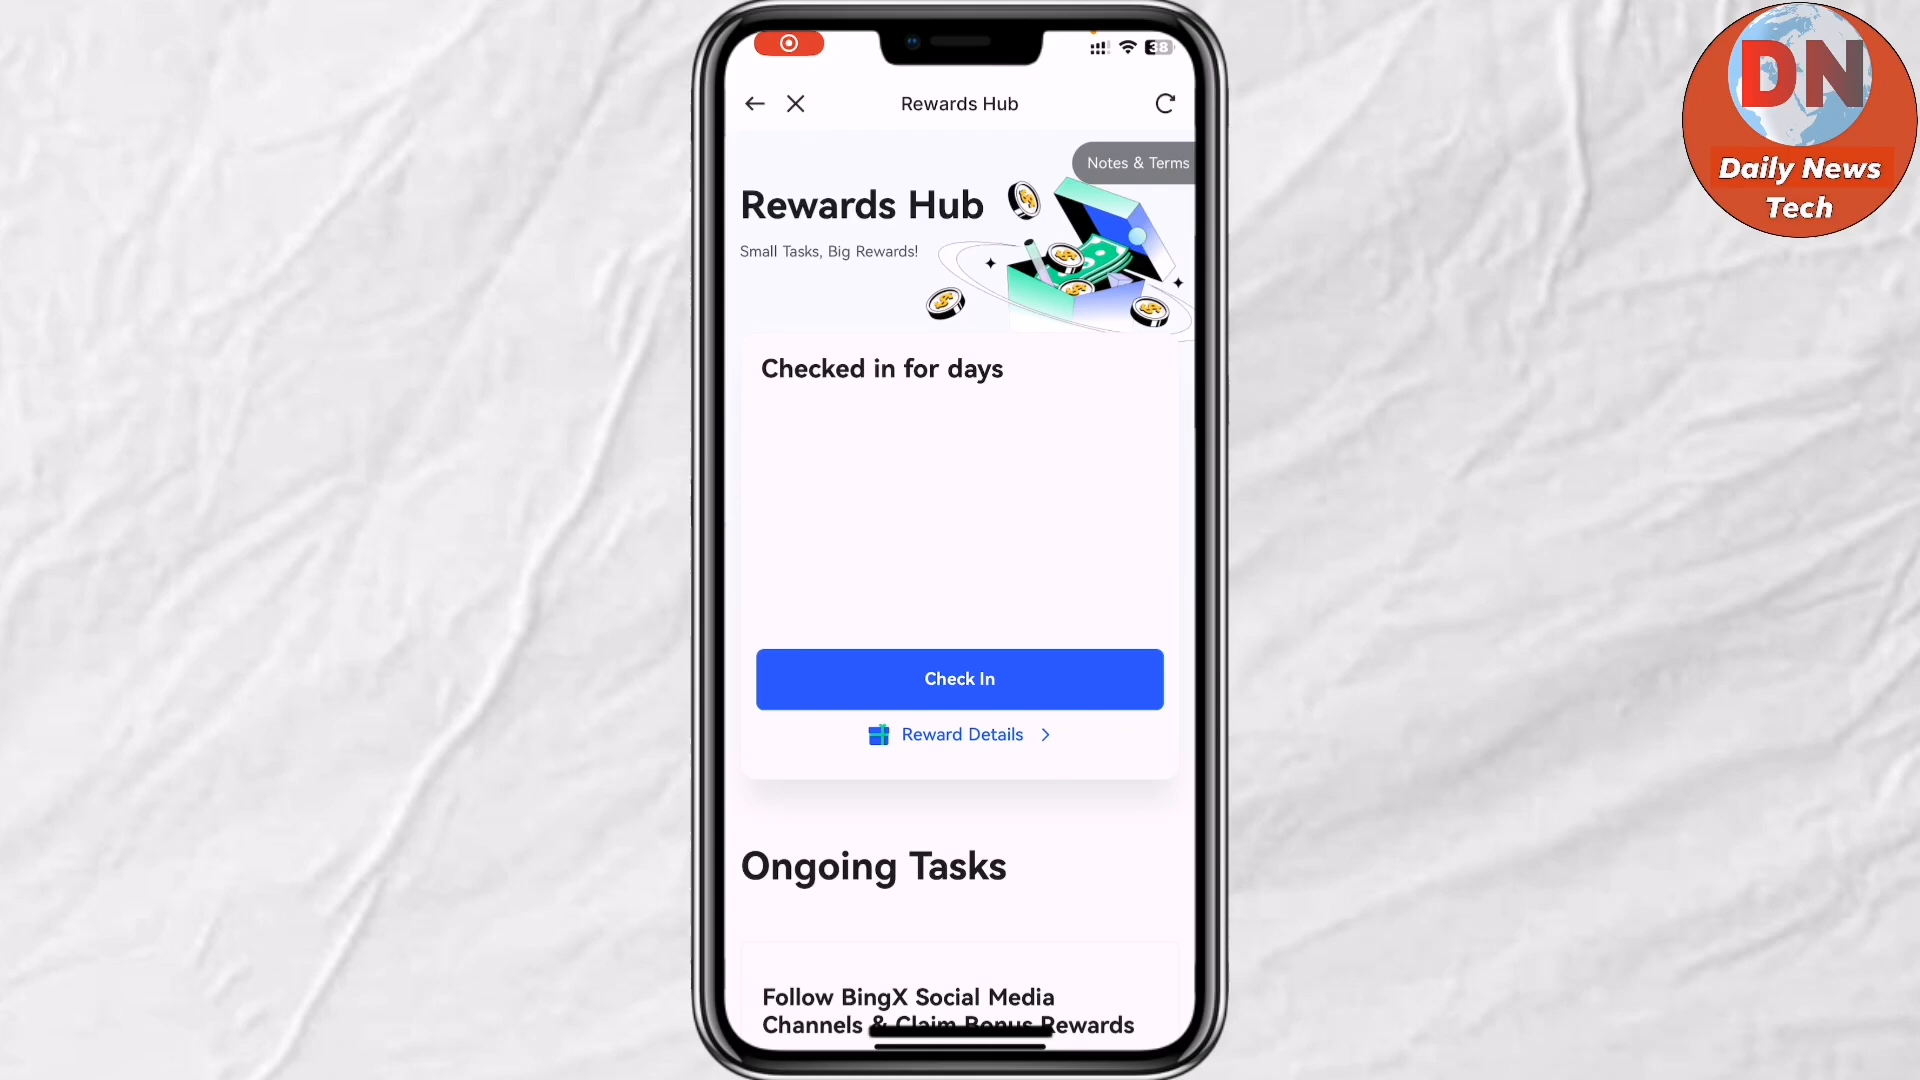 38
Rewards Hub
Notes & Terms
Rewards Hub
Small Tasks, Big Rewards!
Checked in for days
Check In
Reward Details
Ongoing Tasks
Follow BingX Social Media
Channels & Claim Bonus Rewards
DN
Daily News
Tech